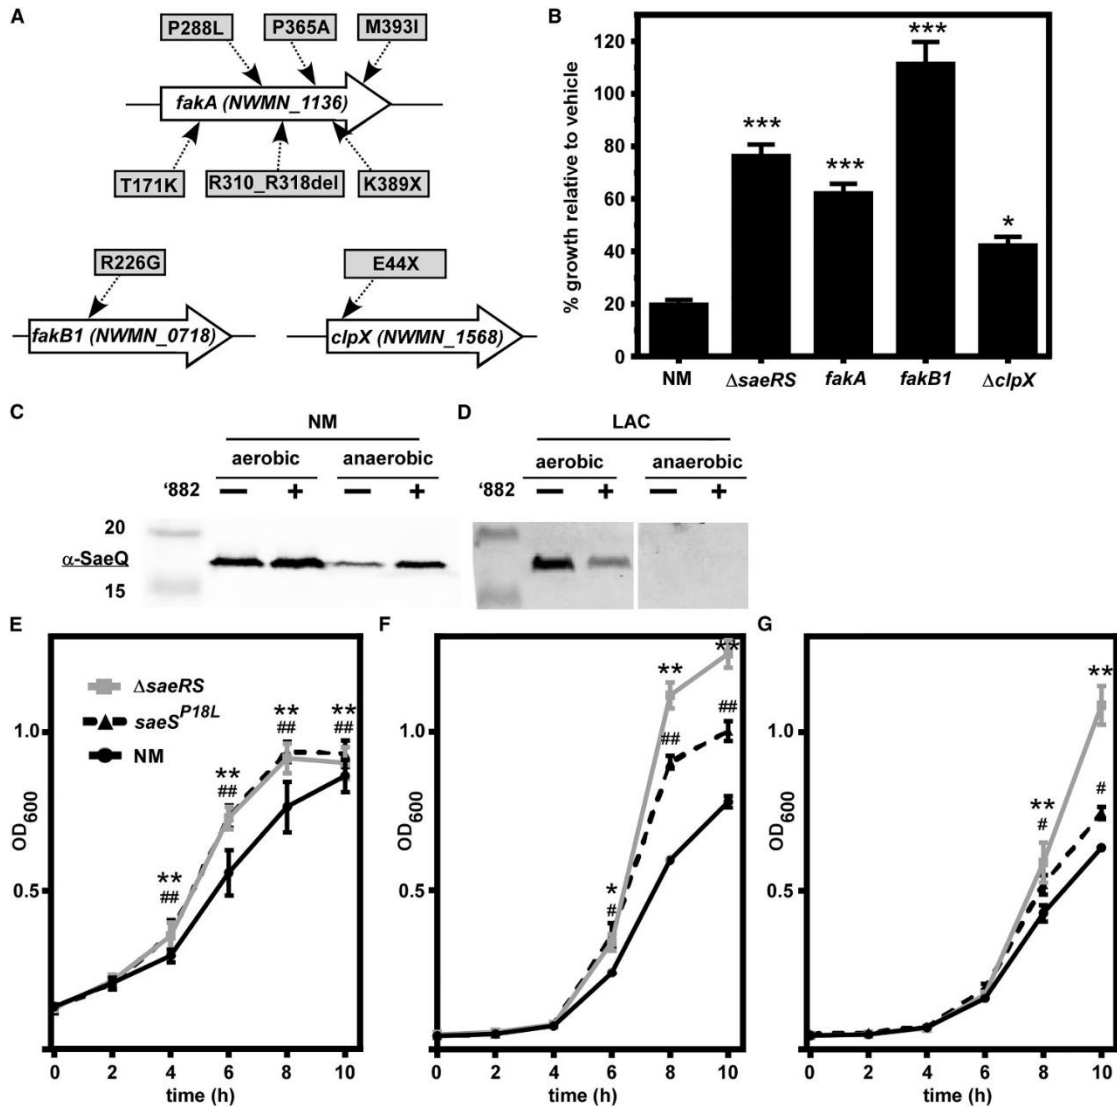 A
P288L P365A M393I
fakA (NWMN_1136)
T171K R310_R318del K389X
R226G E44X
fakB1 (NWMN_0718) clpX (NWMN_1568)
B
% growth relative to vehicle
120
100
80
60
40
20
0
*** *** *** *
NM ΔsaeRS fakA fakB1 ΔclpX
C
NM
aerobic anaerobic
'882 — + — +
20
α-SaeQ
15
D
LAC
aerobic anaerobic
'882 — + — +
E
ΔsaeRS
saeS^P18L
NM
OD600
1.0
0.5
** ** ** **
## ## ## ##
0 2 4 6 8 10
time (h)
F
OD600
1.0
0.5
* ** **
# ## ##
0 2 4 6 8 10
time (h)
G
OD600
1.0
0.5
** **
# #
0 2 4 6 8 10
time (h)